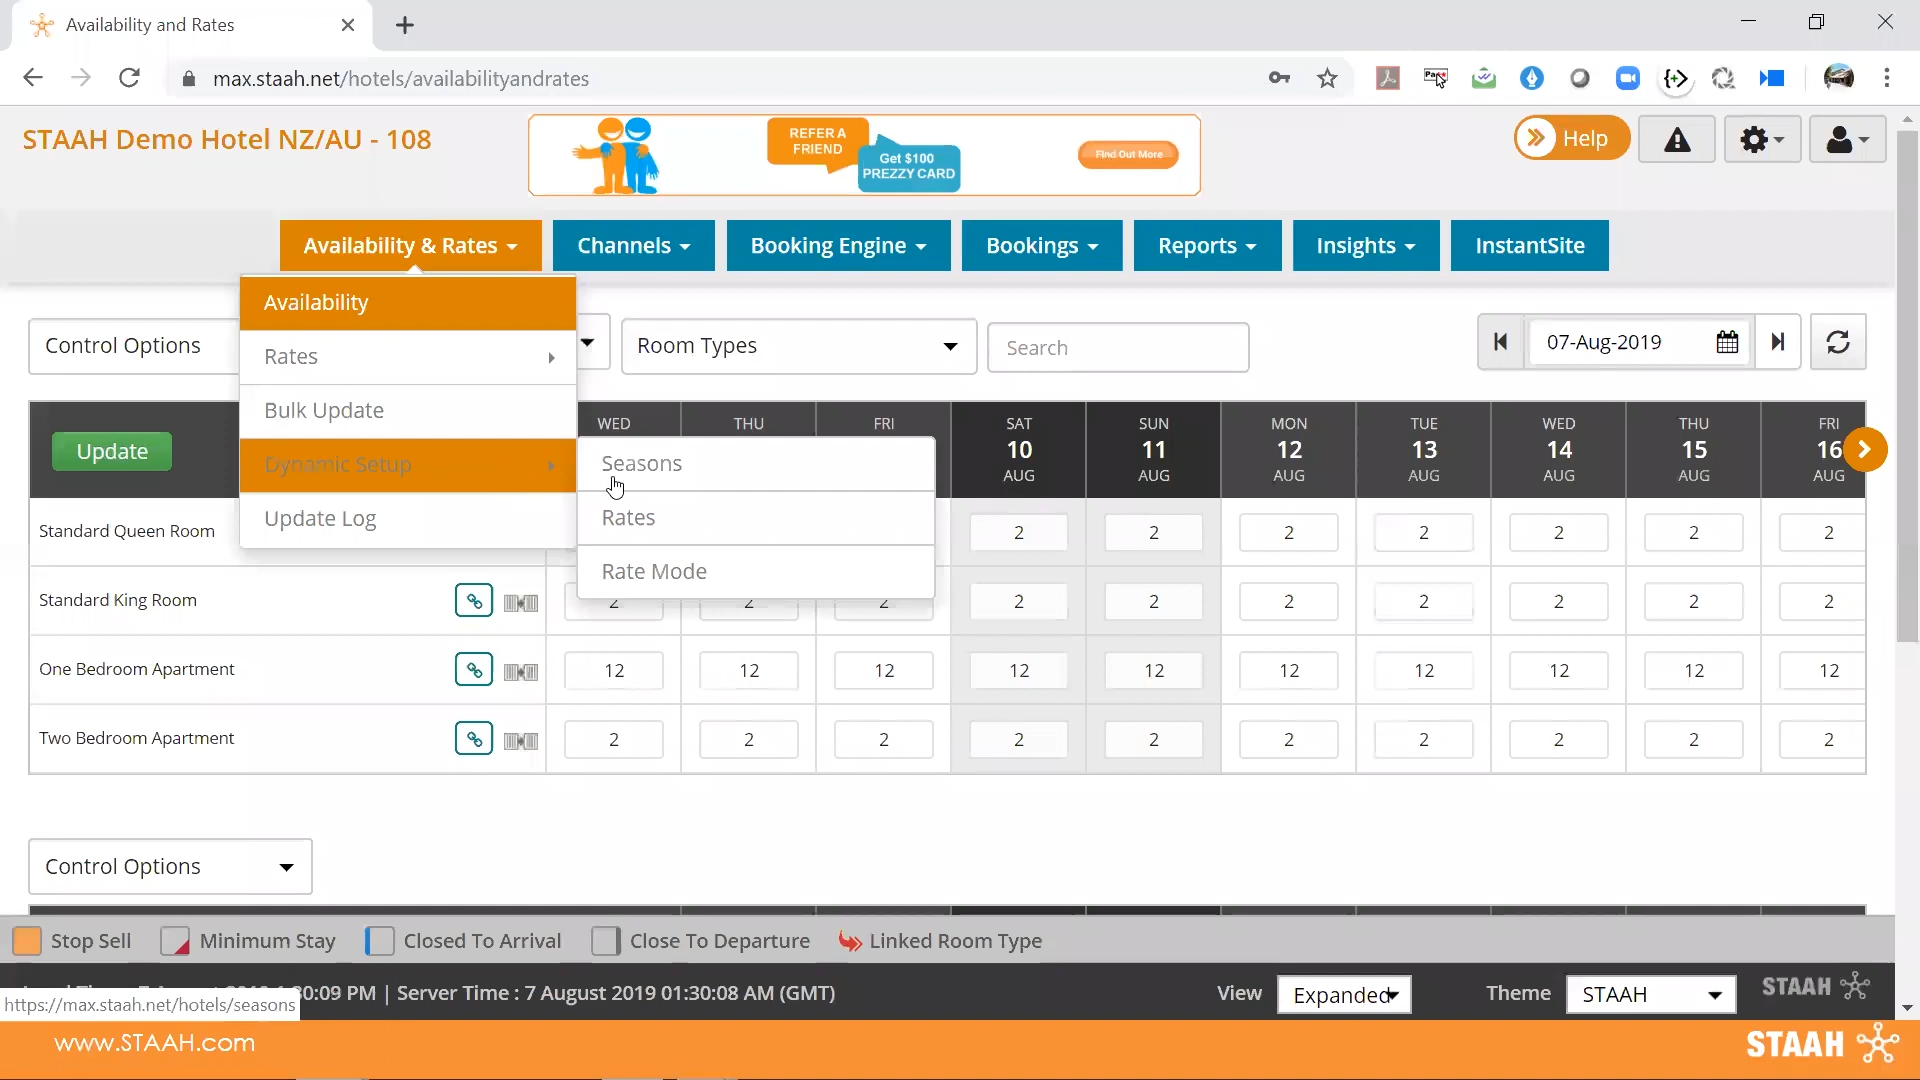 Availability and Rates
max.staah.net/hotels/availabilityandrates
STAAH Demo Hotel NZ/AU - 108
REFER A
FRIEND
Get $100
PREZZY CARD
Find Out More
Help
Availability & Rates
Channels
Booking Engine
Bookings
Reports
Insights
InstantSite
Availability
Rates
Bulk Update
Dynamic Setup
Update Log
Seasons
Rates
Rate Mode
Control Options
Room Types
Search
07-Aug-2019
Update
WED THU FRI SAT SUN MON TUE WED THU FRI
10 11 12 13 14 15 16
AUG AUG AUG AUG AUG AUG AUG
Standard Queen Room 2 2 2 2 2 2 2
Standard King Room 2 2 2 2 2 2 2 2 2 2
One Bedroom Apartment 12 12 12 12 12 12 12 12 12 12
Two Bedroom Apartment 2 2 2 2 2 2 2 2 2 2
Control Options
Stop Sell Minimum Stay Closed To Arrival Close To Departure Linked Room Type
30:09 PM | Server Time : 7 August 2019 01:30:08 AM (GMT)
View Expanded Theme STAAH STAAH
https://max.staah.net/hotels/seasons
www.STAAH.com
STAAH